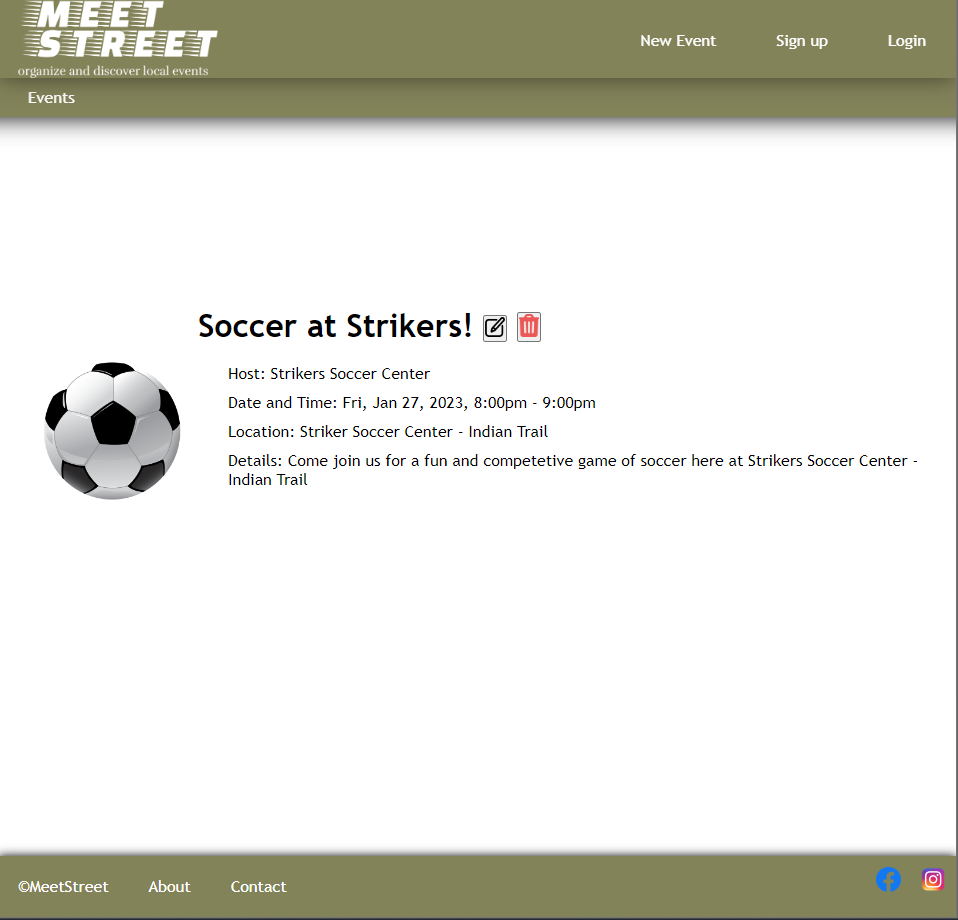 MEET
STREET
organize and discover local events
New Event
Sign up
Login
Events
Soccer at Strikers!
Host: Strikers Soccer Center
Date and Time: Fri, Jan 27, 2023, 8:00pm - 9:00pm
Location: Striker Soccer Center - Indian Trail
Details: Come join us for a fun and competetive game of soccer here at Strikers Soccer Center -
Indian Trail
©MeetStreet
About
Contact